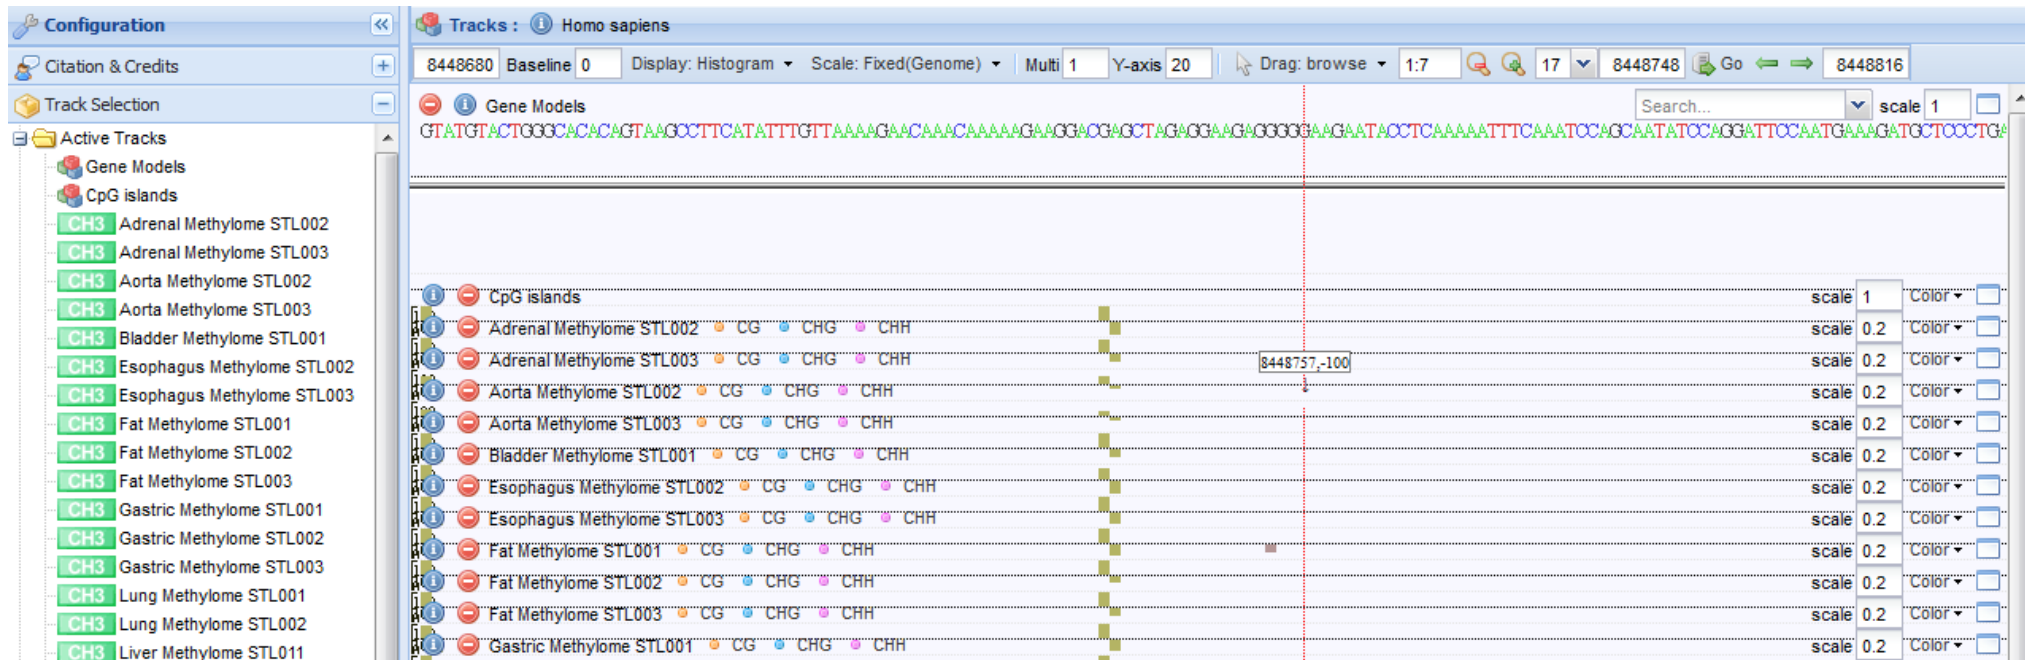 Configuration
Tracks : Homo sapiens
Citation & Credits
8448680 Baseline 0 Display: Histogram Scale: Fixed(Genome) Multi 1 Y-axis 20 Drag: browse 1:7 17 8448748 Go 8448816
Track Selection
Gene Models Search... scale 1
GTATGTACTGGGCACACAGTAAGCCTTCATATTTGTTAAAAGAACAAACAAAAAGAAGGACGAGCTAGAGGAAGAGGGGGAAGAATACCTCAAAAATTTCAAATCCAGCAATATCCAGGATTCCAATGAAAGATGCTCCCTGA
Active Tracks
Gene Models
CpG islands
CH3 Adrenal Methylome STL002
CH3 Adrenal Methylome STL003
CH3 Aorta Methylome STL002
CH3 Aorta Methylome STL003
CH3 Bladder Methylome STL001
CH3 Esophagus Methylome STL002
CH3 Esophagus Methylome STL003
CH3 Fat Methylome STL001
CH3 Fat Methylome STL002
CH3 Fat Methylome STL003
CH3 Gastric Methylome STL001
CH3 Gastric Methylome STL002
CH3 Gastric Methylome STL003
CH3 Lung Methylome STL001
CH3 Lung Methylome STL002
CH3 Liver Methylome STL011
CpG islands scale 1 Color
Adrenal Methylome STL002 CG CHG CHH scale 0.2 Color
Adrenal Methylome STL003 CG CHG CHH scale 0.2 Color
8448757,-100
Aorta Methylome STL002 CG CHG CHH scale 0.2 Color
Aorta Methylome STL003 CG CHG CHH scale 0.2 Color
Bladder Methylome STL001 CG CHG CHH scale 0.2 Color
Esophagus Methylome STL002 CG CHG CHH scale 0.2 Color
Esophagus Methylome STL003 CG CHG CHH scale 0.2 Color
Fat Methylome STL001 CG CHG CHH scale 0.2 Color
Fat Methylome STL002 CG CHG CHH scale 0.2 Color
Fat Methylome STL003 CG CHG CHH scale 0.2 Color
Gastric Methylome STL001 CG CHG CHH scale 0.2 Color